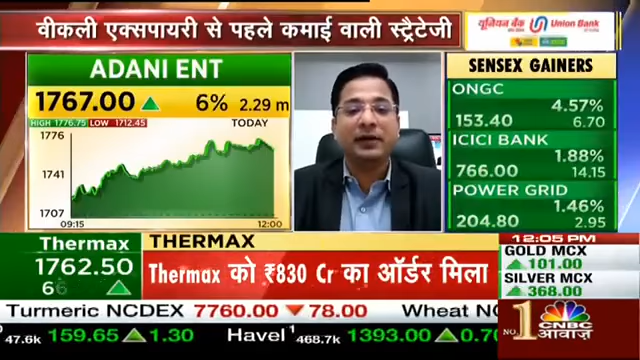 वीकली एक्सपायरी से पहले कमाई वाली स्ट्रैटेजी
Union Bank
ADANI ENT
1767.00 6% 2.29 m
HIGH 1776.75 LOW 1712.45 TODAY
1776
1741
1707
09:15 12:00
SENSEX GAINERS
ONGC
4.57%
153.40 6.70
ICICI BANK
1.88%
766.00 14.15
POWER GRID
1.46%
204.80 2.95
Thermax
1762.50
THERMAX
Thermax को ₹830 Cr का ऑर्डर मिला
12:05 PM
GOLD MCX
101.00
SILVER MCX
368.00
Turmeric NCDEX 7760.00 78.00 Wheat NC
47.6k 159.65 1.30 Havel 468.7k 1393.00 0.70
No. 1 CNBC
आवाज़